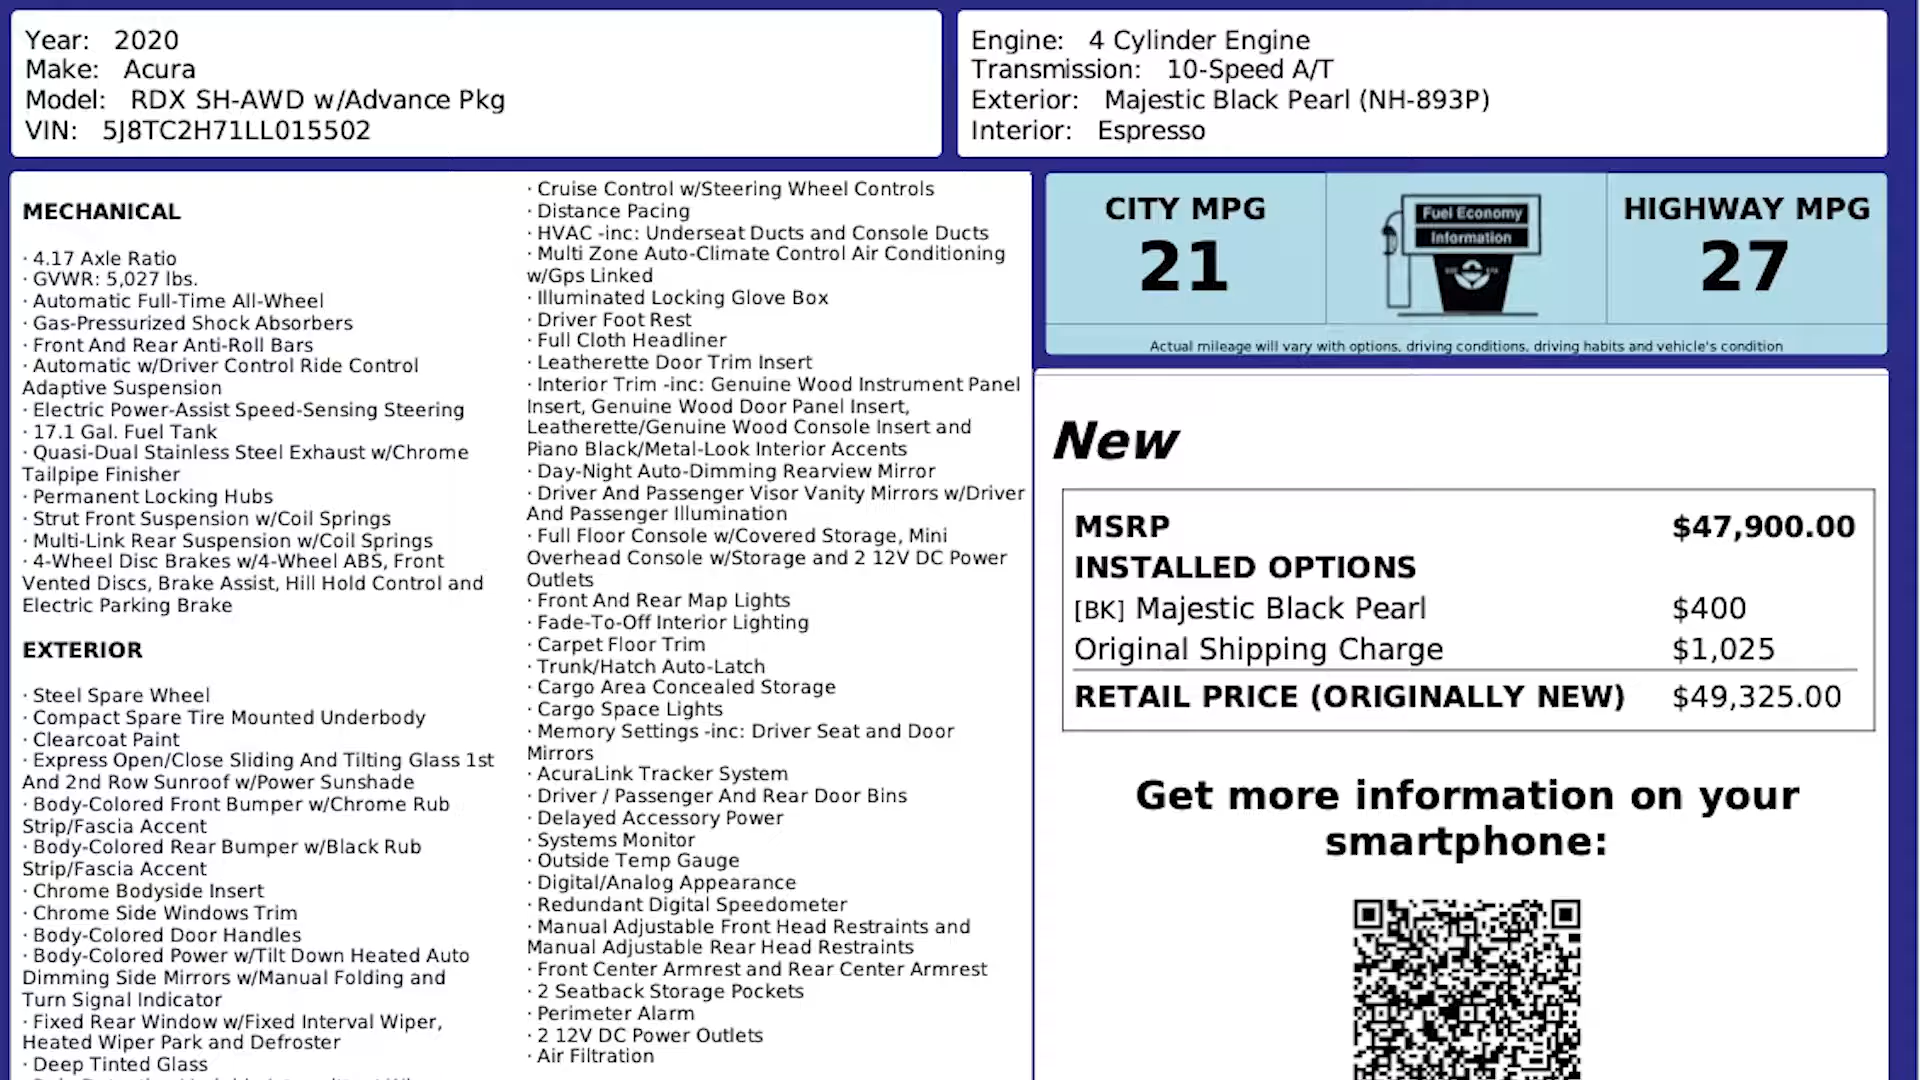 Year: 2020
Make: Acura
Model: RDX SH-AWD w/Advance Pkg
VIN: 5J8TC2H71LL015502
Engine: 4 Cylinder Engine
Transmission: 10-Speed A/T
Exterior: Majestic Black Pearl (NH-893P)
Interior: Espresso
MECHANICAL
· 4.17 Axle Ratio
· GVWR: 5,027 lbs.
· Automatic Full-Time All-Wheel
· Gas-Pressurized Shock Absorbers
· Front And Rear Anti-Roll Bars
· Automatic w/Driver Control Ride Control
Adaptive Suspension
· Electric Power-Assist Speed-Sensing Steering
· 17.1 Gal. Fuel Tank
· Quasi-Dual Stainless Steel Exhaust w/Chrome
Tailpipe Finisher
· Permanent Locking Hubs
· Strut Front Suspension w/Coil Springs
· Multi-Link Rear Suspension w/Coil Springs
· 4-Wheel Disc Brakes w/4-Wheel ABS, Front
Vented Discs, Brake Assist, Hill Hold Control and
Electric Parking Brake
EXTERIOR
· Steel Spare Wheel
· Compact Spare Tire Mounted Underbody
· Clearcoat Paint
· Express Open/Close Sliding And Tilting Glass 1st
And 2nd Row Sunroof w/Power Sunshade
· Body-Colored Front Bumper w/Chrome Rub
Strip/Fascia Accent
· Body-Colored Rear Bumper w/Black Rub
Strip/Fascia Accent
· Chrome Bodyside Insert
· Chrome Side Windows Trim
· Body-Colored Door Handles
· Body-Colored Power w/Tilt Down Heated Auto
Dimming Side Mirrors w/Manual Folding and
Turn Signal Indicator
· Fixed Rear Window w/Fixed Interval Wiper,
Heated Wiper Park and Defroster
· Deep Tinted Glass
· Cruise Control w/Steering Wheel Controls
· Distance Pacing
· HVAC -inc: Underseat Ducts and Console Ducts
· Multi Zone Auto-Climate Control Air Conditioning
w/Gps Linked
· Illuminated Locking Glove Box
· Driver Foot Rest
· Full Cloth Headliner
· Leatherette Door Trim Insert
· Interior Trim -inc: Genuine Wood Instrument Panel
Insert, Genuine Wood Door Panel Insert,
Leatherette/Genuine Wood Console Insert and
Piano Black/Metal-Look Interior Accents
· Day-Night Auto-Dimming Rearview Mirror
· Driver And Passenger Visor Vanity Mirrors w/Driver
And Passenger Illumination
· Full Floor Console w/Covered Storage, Mini
Overhead Console w/Storage and 2 12V DC Power
Outlets
· Front And Rear Map Lights
· Fade-To-Off Interior Lighting
· Carpet Floor Trim
· Trunk/Hatch Auto-Latch
· Cargo Area Concealed Storage
· Cargo Space Lights
· Memory Settings -inc: Driver Seat and Door
Mirrors
· AcuraLink Tracker System
· Driver / Passenger And Rear Door Bins
· Delayed Accessory Power
· Systems Monitor
· Outside Temp Gauge
· Digital/Analog Appearance
· Redundant Digital Speedometer
· Manual Adjustable Front Head Restraints and
Manual Adjustable Rear Head Restraints
· Front Center Armrest and Rear Center Armrest
· 2 Seatback Storage Pockets
· Perimeter Alarm
· 2 12V DC Power Outlets
· Air Filtration
CITY MPG
21
Fuel Economy
Information
HIGHWAY MPG
27
Actual mileage will vary with options, driving conditions, driving habits and vehicle's condition
New
MSRP $47,900.00
INSTALLED OPTIONS
[BK] Majestic Black Pearl $400
Original Shipping Charge $1,025
RETAIL PRICE (ORIGINALLY NEW) $49,325.00
Get more information on your
smartphone: